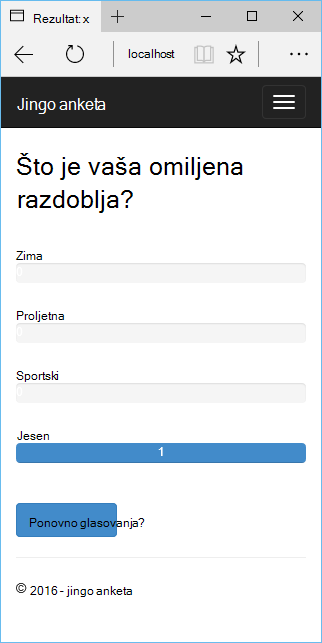 Rezultat: x
localhost
Jingo anketa
Što je vaša omiljena
razdoblja?
Zima
0
Proljetna
0
Sportski
0
Jesen
1
Ponovno glasovanja?
© 2016 - jingo anketa